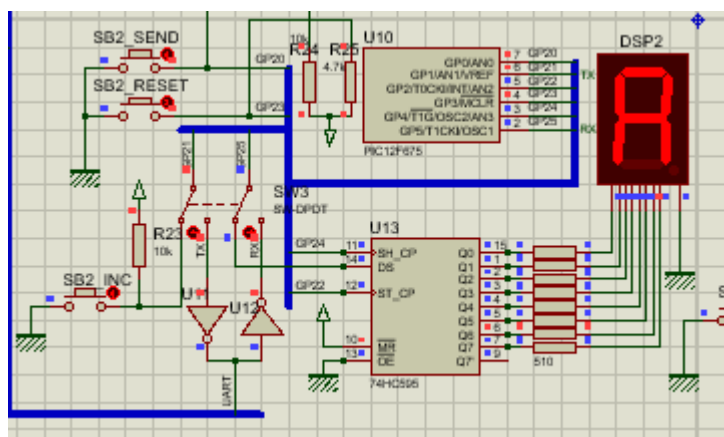 SB2_SEND
GP20
SB2_RESET
GP23
10k
R24
R25
4.7k
U10
GP0/AN0
GP1/AN1/VREF
GP2/T0CKI/INT/AN2
GP3/MCLR
GP4/T1G/OSC2/AN3
GP5/T1CKI/OSC1
PIC12F675
7
6
5
4
3
2
GP20
GP21
GP22
GP23
GP24
GP25
TX
RX
DSP2
GP21
GP25
SW3
SW-DPDT
R23
10k
TX
RX
SB2_INC
U11
U12
UART
GP24
GP22
U13
11
14
12
10
13
SH_CP
DS
ST_CP
MR
OE
Q0
Q1
Q2
Q3
Q4
Q5
Q6
Q7
Q7'
15
1
2
3
4
5
6
7
9
74HC595
510